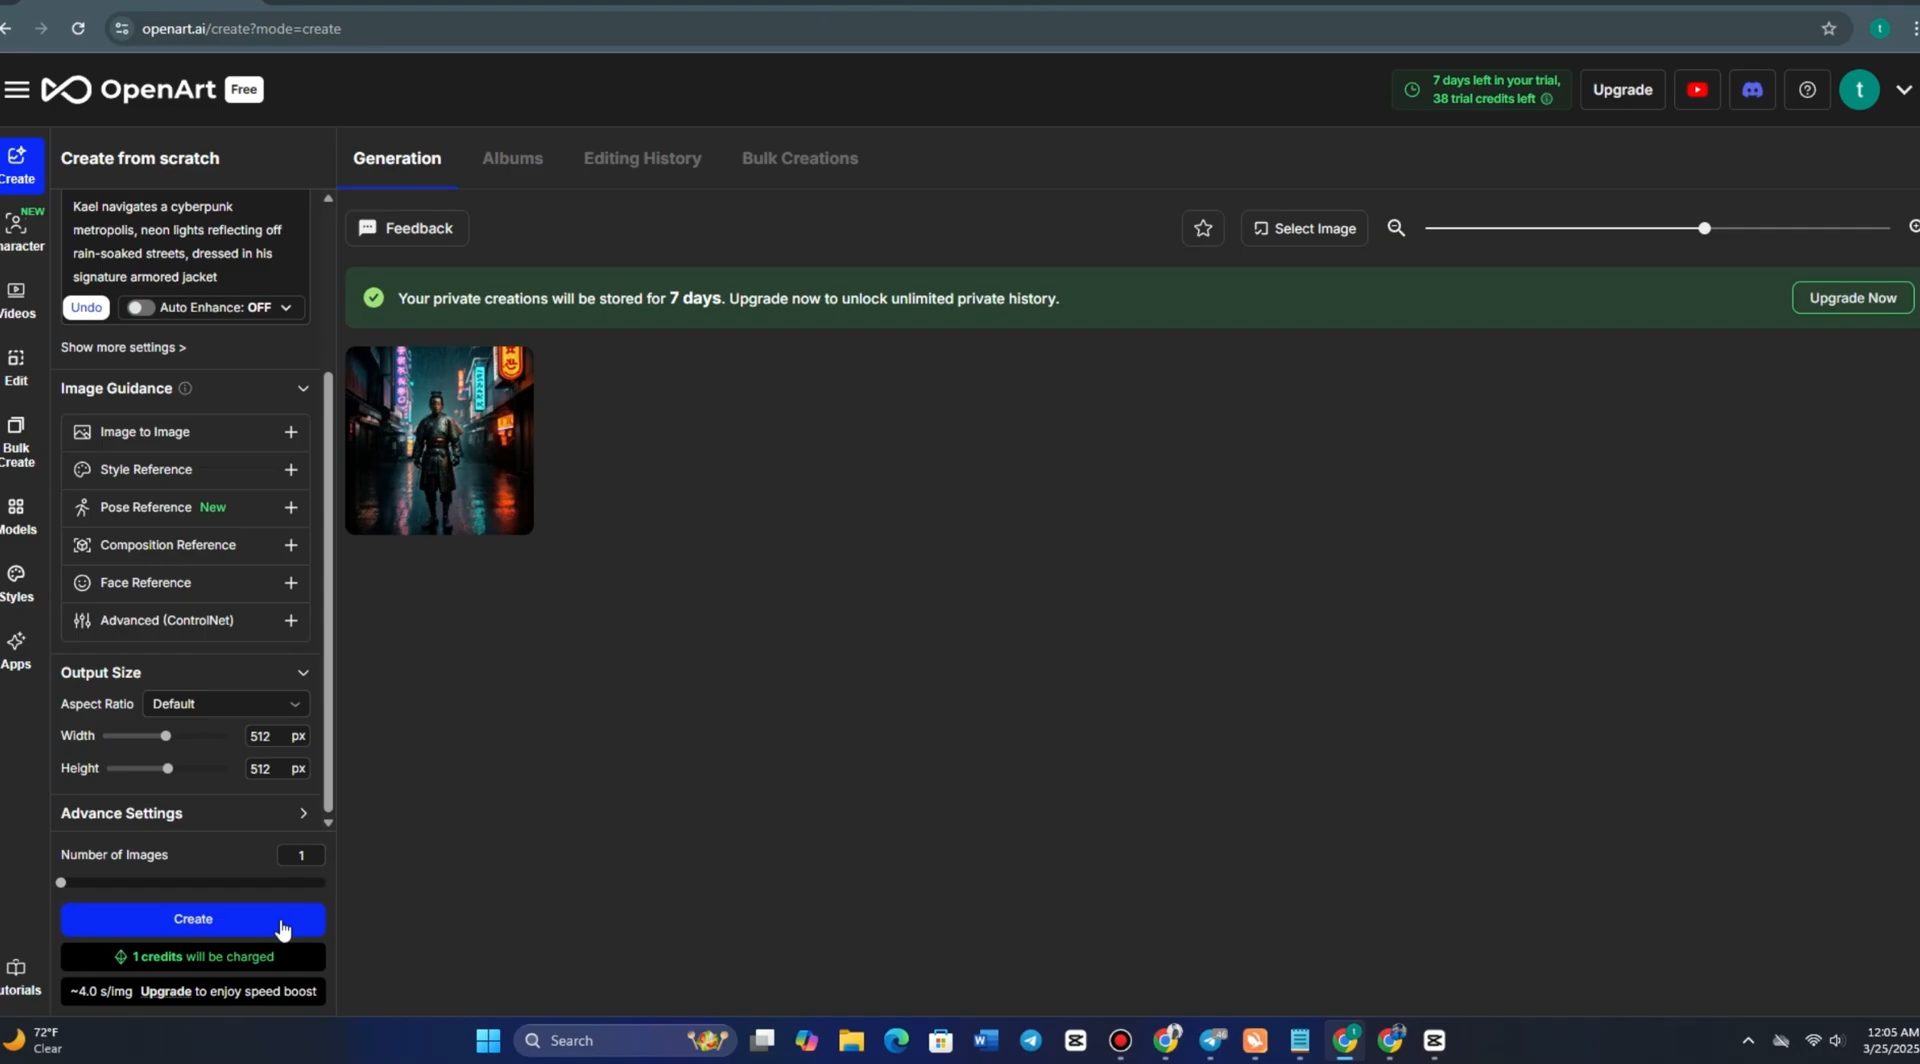 openart.ai/create?mode=create
t
OpenArt Free
7 days left in your trial,
38 trial credits left
Upgrade
t
Create
NEW
haracter
Videos
Edit
Bulk
Create
Models
Styles
Apps
utorials
Create from scratch
Kael navigates a cyberpunk
metropolis, neon lights reflecting off
rain-soaked streets, dressed in his
signature armored jacket
Undo
Auto Enhance: OFF
Show more settings >
Image Guidance
Image to Image
Style Reference
Pose Reference New
Composition Reference
Face Reference
Advanced (ControlNet)
Output Size
Aspect Ratio Default
Width 512 px
Height 512 px
Advance Settings
Number of Images 1
Create
1 credits will be charged
~4.0 s/img Upgrade to enjoy speed boost
Generation
Albums
Editing History
Bulk Creations
Feedback
Select Image
Your private creations will be stored for 7 days. Upgrade now to unlock unlimited private history.
Upgrade Now
72°F
Clear
Search
12:05 AM
3/25/2025